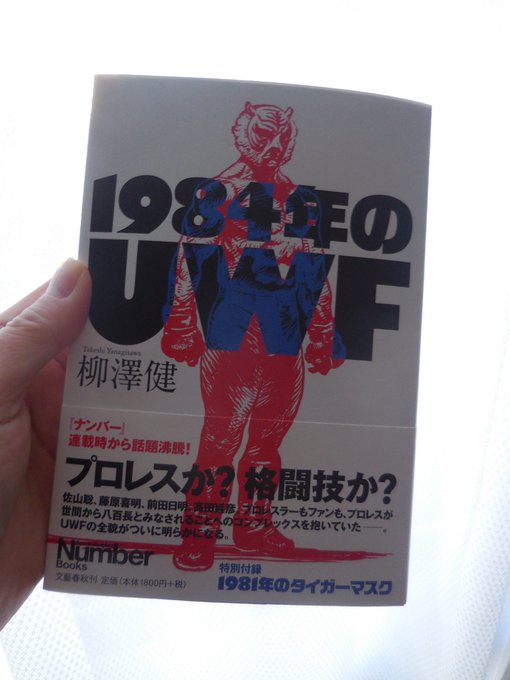 1984年の
UWF
Takeshi Yanagisawa
柳澤健
『ナンバー』
連載時から話題沸騰!
プロレスか? 格闘技か?
佐山聡、藤原喜明、前田日明、髙田延彦。プロレスラーもファンも、プロレスが
世間から八百長とみなされることへのコンプレックスを抱いていた――。
UWFの全貌がついに明らかになる。
Number
Books
文藝春秋刊 定価(本体1800円+税)
特別付録
1981年のタイガーマスク